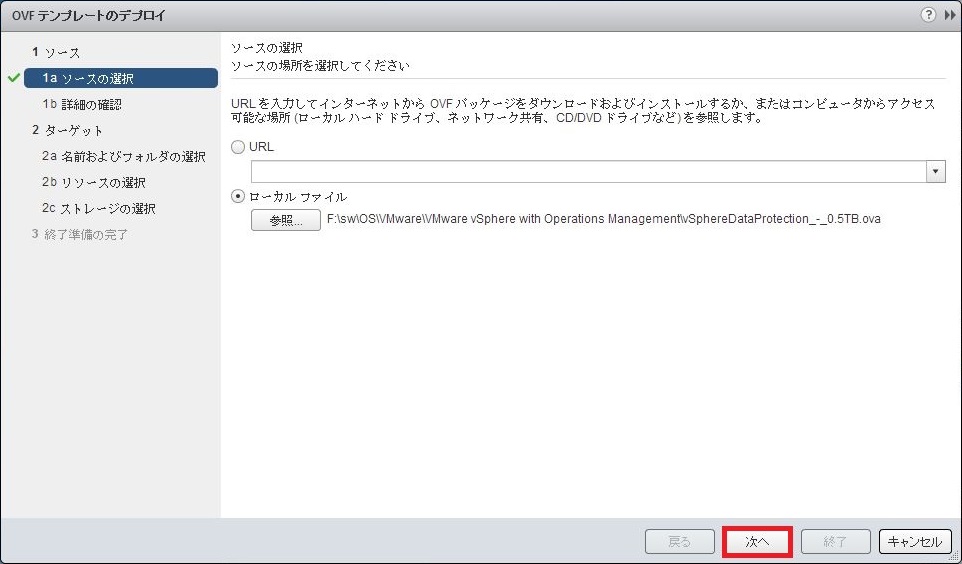 OVF テンプレートのデプロイ
1 ソース
1a ソースの選択
1b 詳細の確認
2 ターゲット
2a 名前およびフォルダの選択
2b リソースの選択
2c ストレージの選択
3 終了準備の完了
ソースの選択
ソースの場所を選択してください
URL を入力してインターネットから OVF パッケージをダウンロードおよびインストールするか、またはコンピュータからアクセス
可能な場所 (ローカル ハード ドライブ、ネットワーク共有、CD/DVD ドライブなど) を参照します。
URL
ローカル ファイル
参照... F:\sw\OS\VMware\VMware vSphere with Operations Management\vSphereDataProtection_-_0.5TB.ova
戻る 次へ 終了 キャンセル